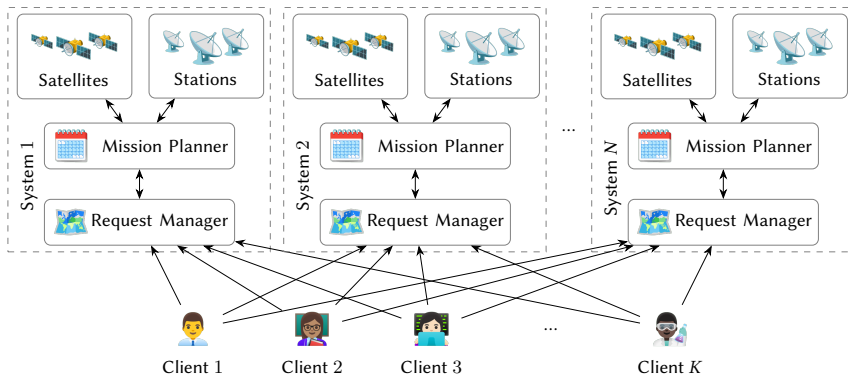 Satellites
Stations
Mission Planner
Request Manager
System 1
Satellites
Stations
Mission Planner
Request Manager
System 2
...
Satellites
Stations
Mission Planner
Request Manager
System N
...
Client 1
Client 2
Client 3
Client K